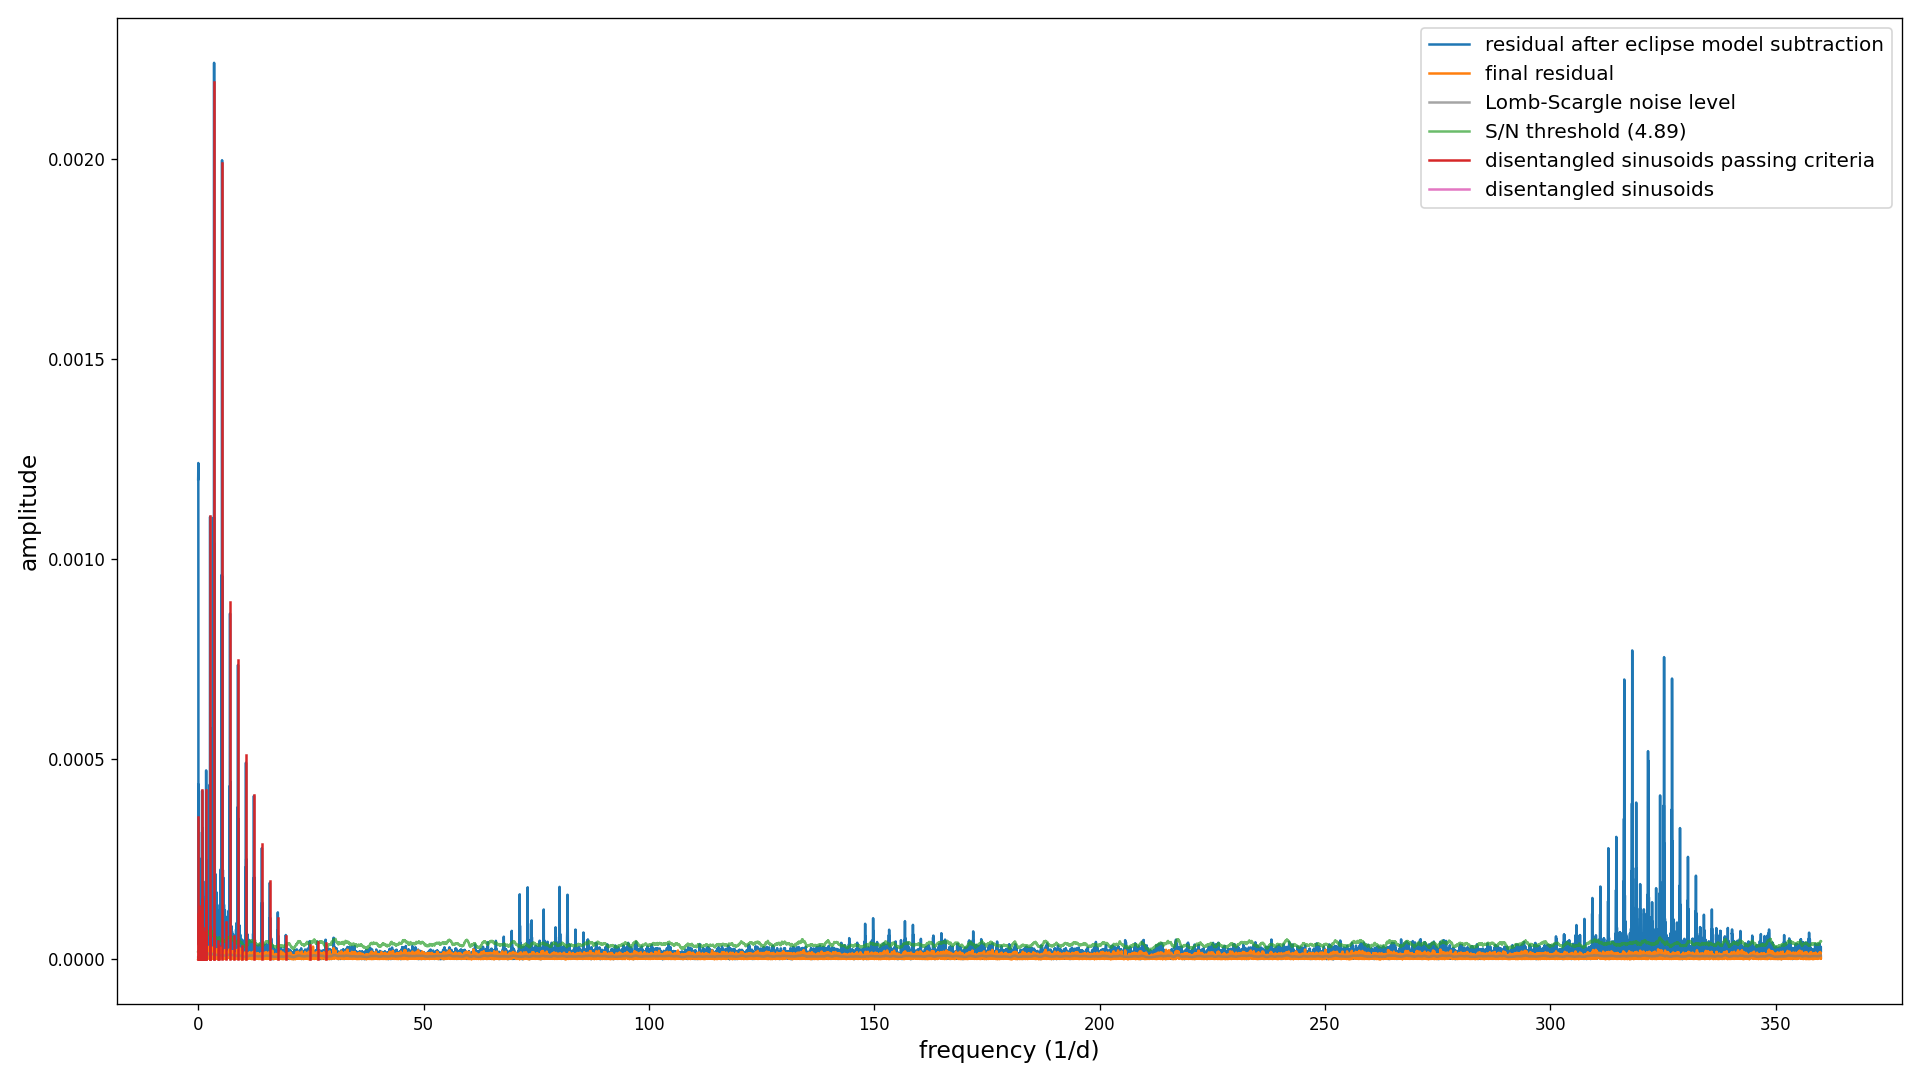 residual after eclipse model subtraction
final residual
Lomb-Scargle noise level
S/N threshold (4.89)
disentangled sinusoids passing criteria
disentangled sinusoids
amplitude
0.0020
0.0015
0.0010
0.0005
0.0000
0 50 100 150 200 250 300 350
frequency (1/d)